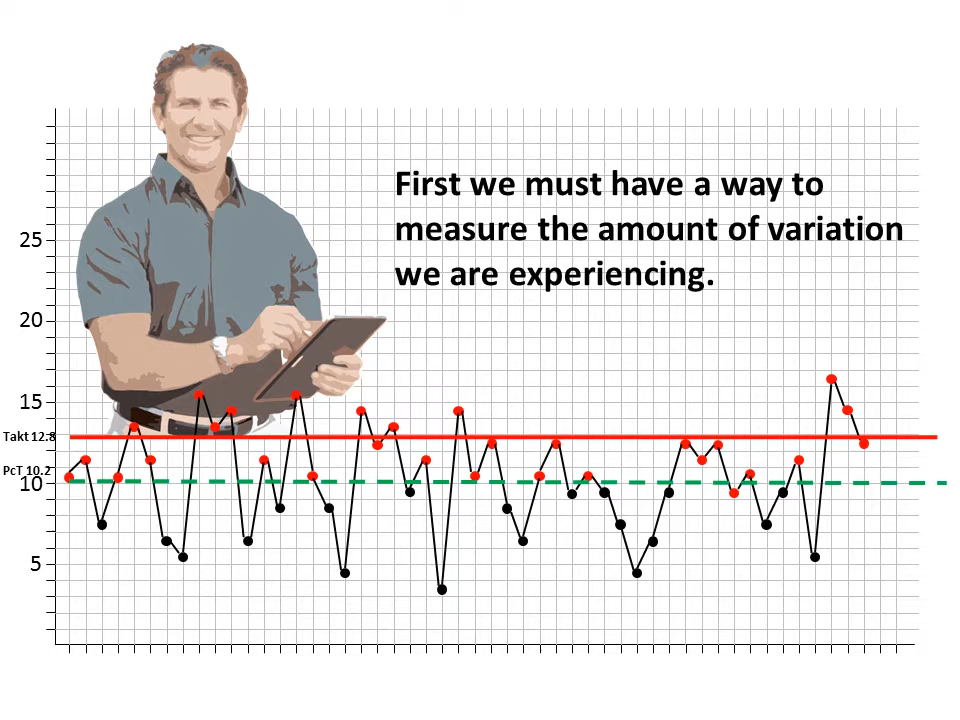 First we must have a way to
measure the amount of variation
we are experiencing.
25
20
15
Takt 12.8
PcT 10.2
10
5